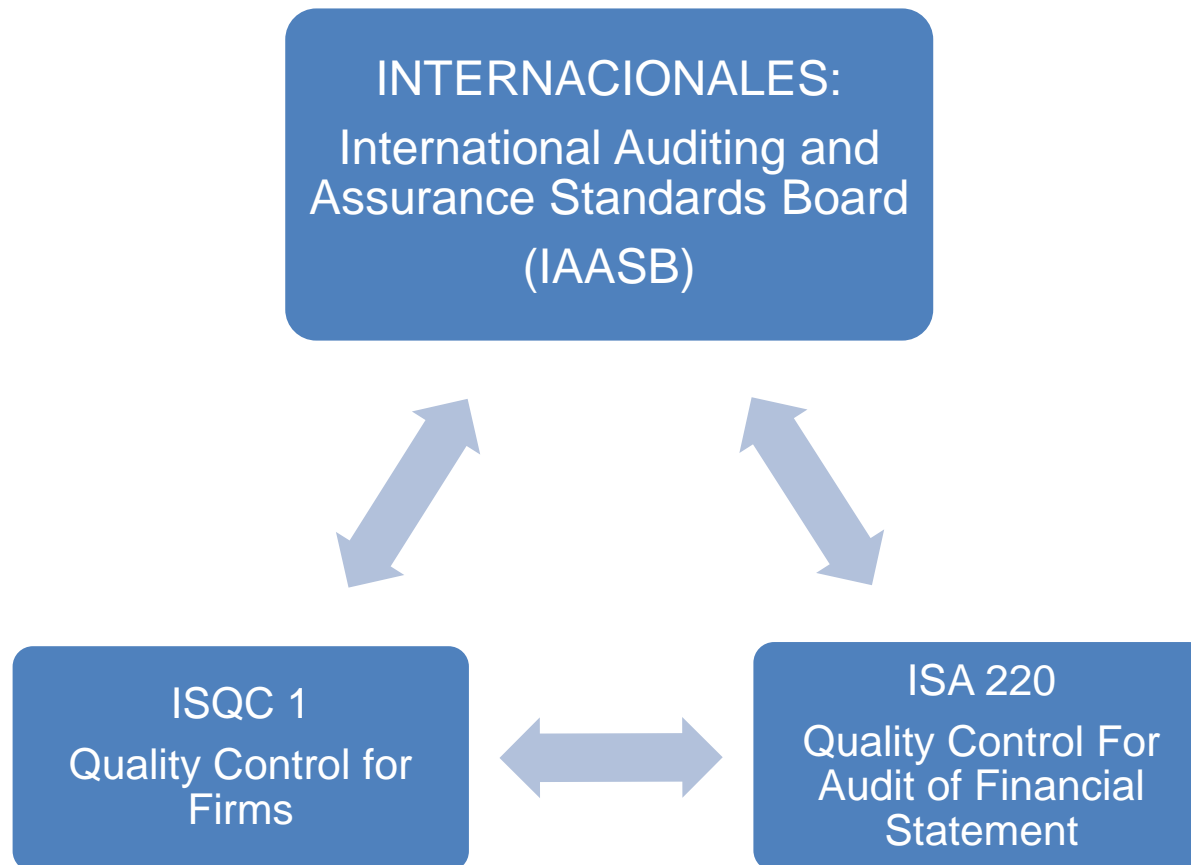 INTERNACIONALES:
International Auditing and
Assurance Standards Board
(IAASB)
ISQC 1
Quality Control for
Firms
ISA 220
Quality Control For
Audit of Financial
Statement